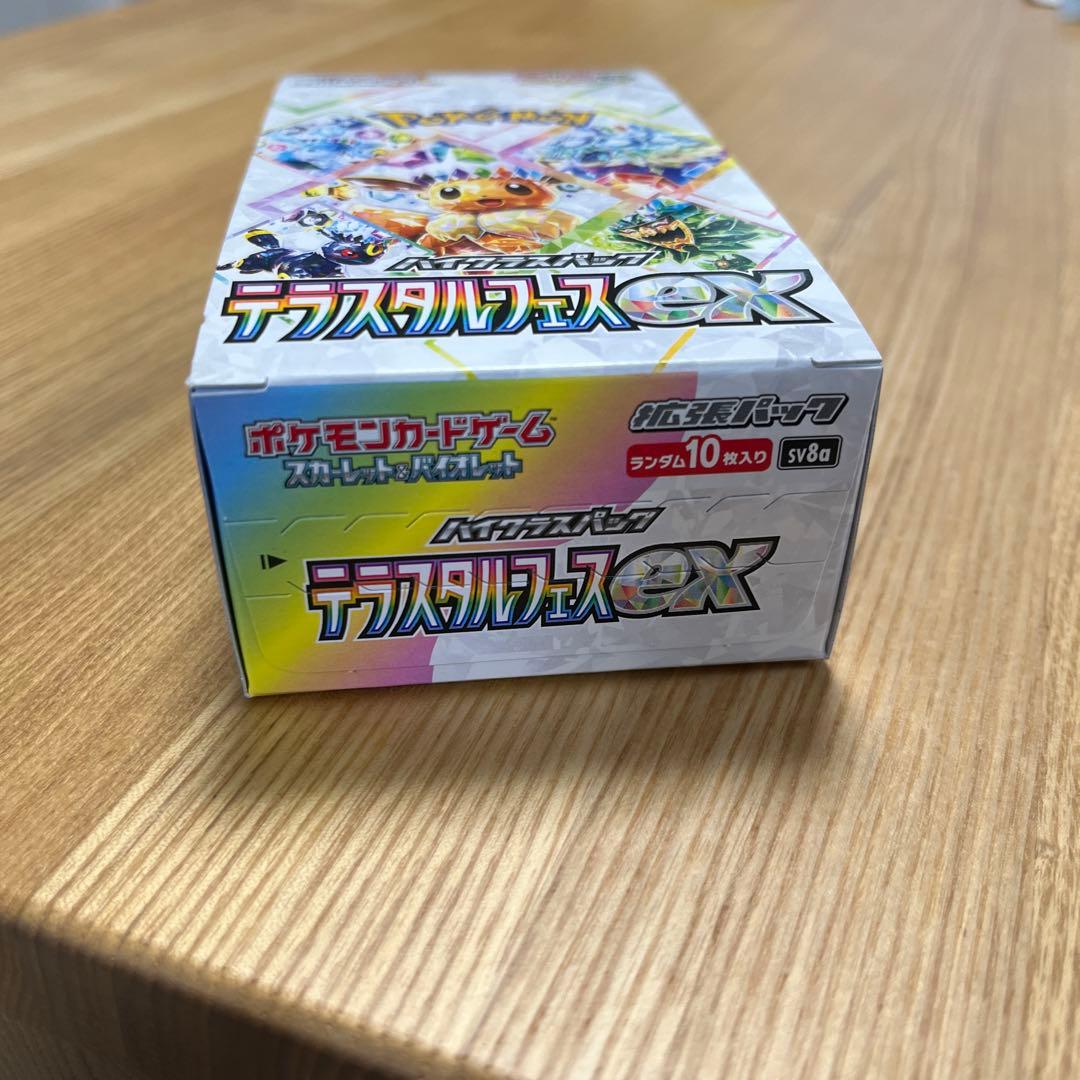 POKÉMON
ハイクラスパック
テラスタルフェスex
ポケモンカードゲーム
スカーレット&バイオレット
拡張パック
ランダム10枚入り SV8a
ハイクラスパック
テラスタルフェスex